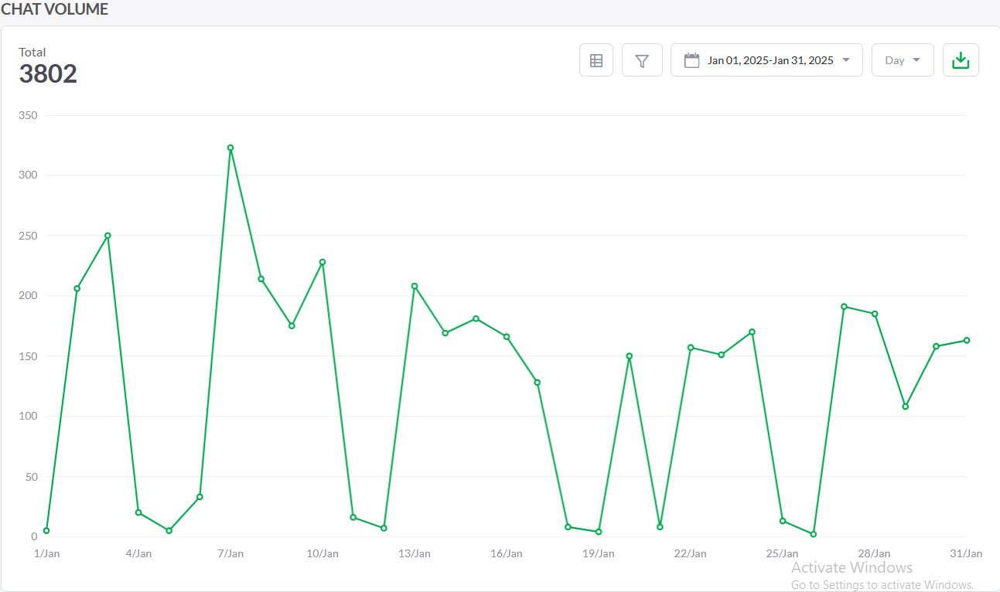 CHAT VOLUME
Total
3802
Jan 01, 2025-Jan 31, 2025
Day
350
300
250
200
150
100
50
0
1/Jan 4/Jan 7/Jan 10/Jan 13/Jan 16/Jan 19/Jan 22/Jan 25/Jan 28/Jan 31/Jan
Activate Windows
Go to Settings to activate Windows.